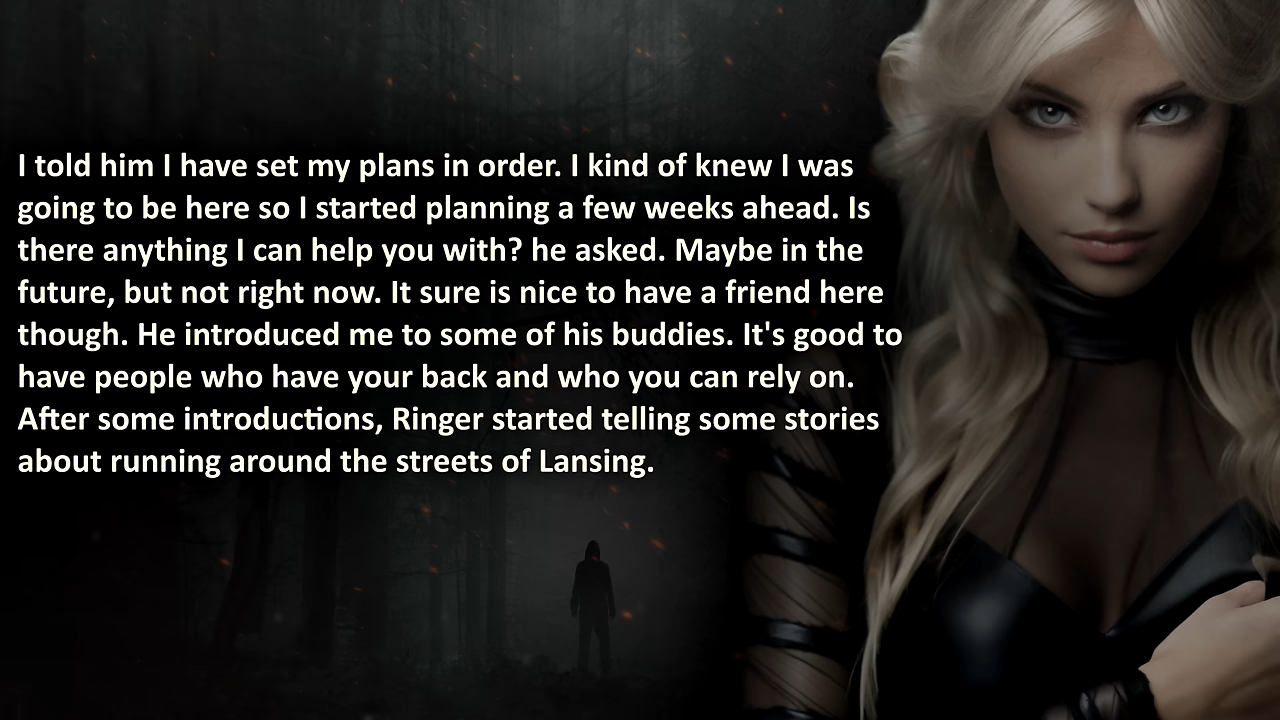 I told him I have set my plans in order. I kind of knew I was
going to be here so I started planning a few weeks ahead. Is
there anything I can help you with? he asked. Maybe in the
future, but not right now. It sure is nice to have a friend here
though. He introduced me to some of his buddies. It's good to
have people who have your back and who you can rely on.
After some introductions, Ringer started telling some stories
about running around the streets of Lansing.